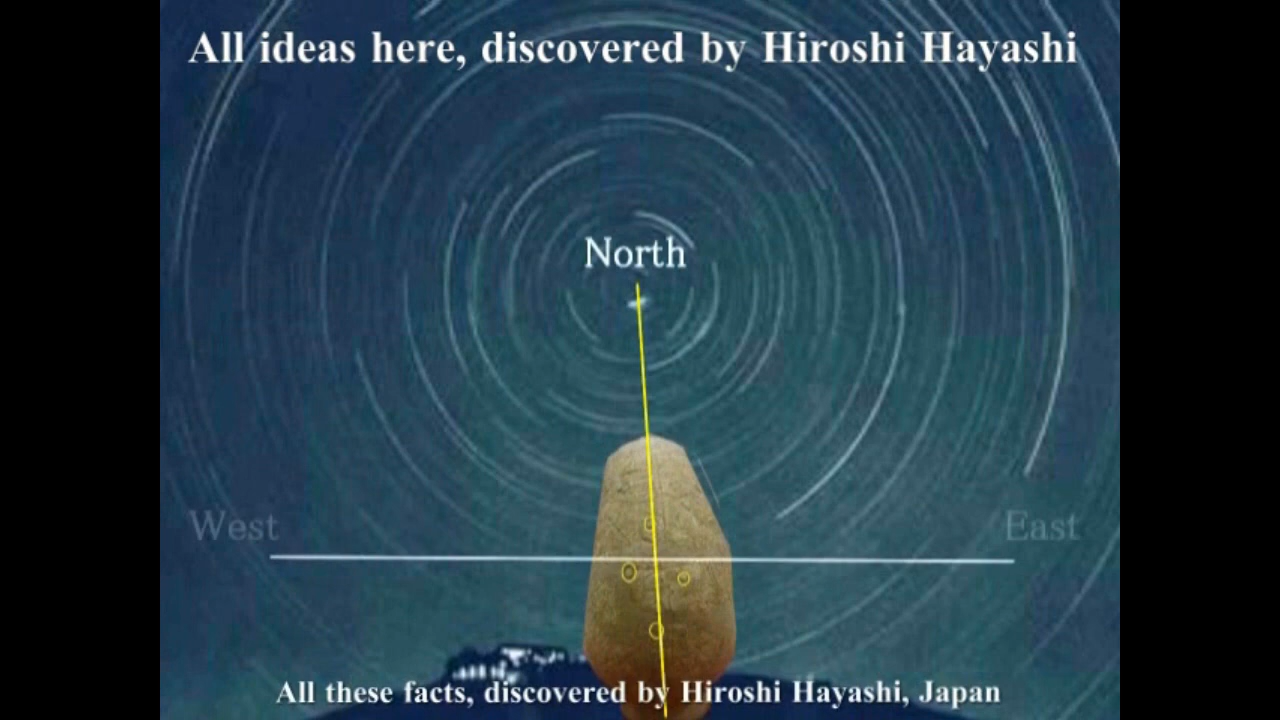 All ideas here, discovered by Hiroshi Hayashi
North
West East
All these facts, discovered by Hiroshi Hayashi, Japan